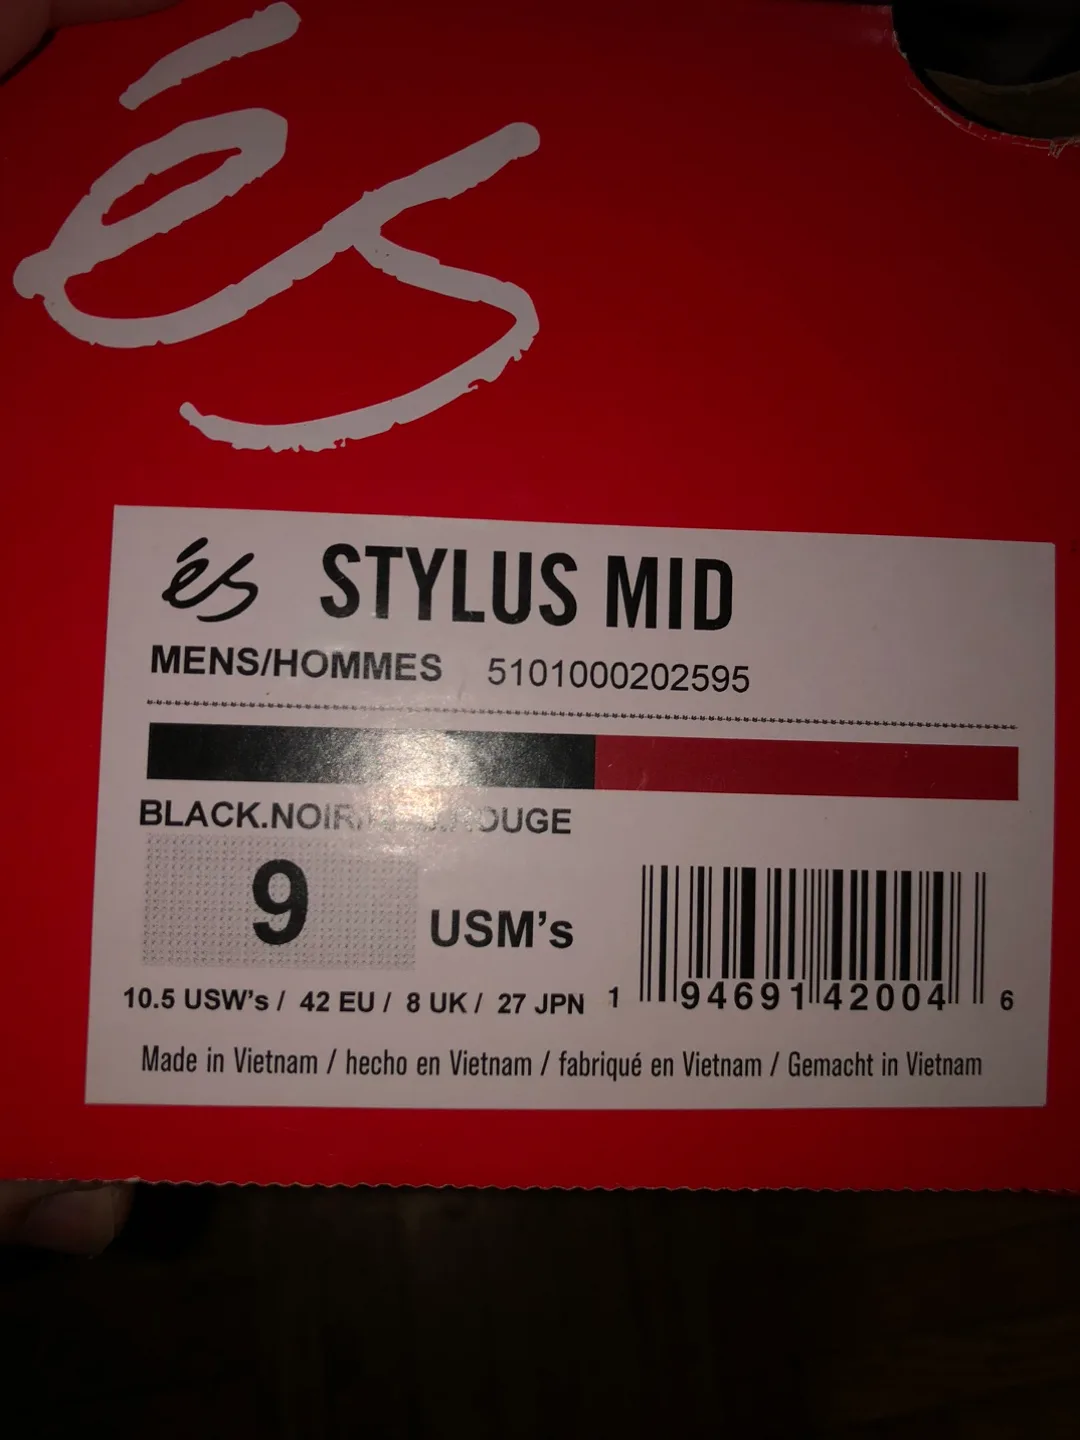 és
és STYLUS MID
MENS/HOMMES 5101000202595
BLACK.NOIR
9 USM's
10.5 USW's / 42 EU / 8 UK / 27 JPN
1 94691 42004 6
Made in Vietnam / hecho en Vietnam / fabriqué en Vietnam / Gemacht in Vietnam